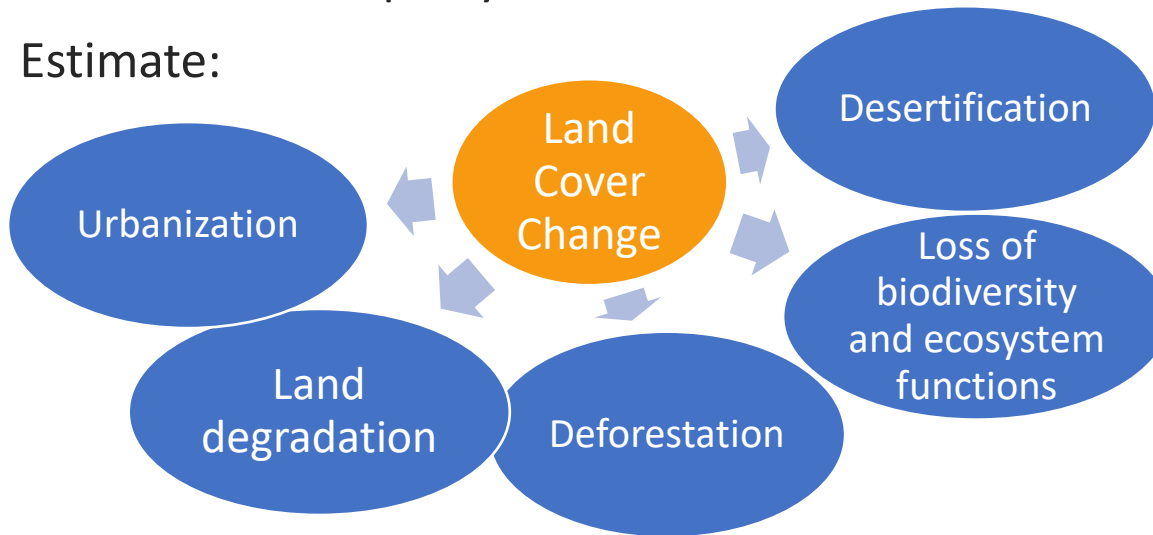 Estimate:
Land
Cover
Change
Desertification
Urbanization
Loss of
biodiversity
and ecosystem
functions
Land
degradation
Deforestation